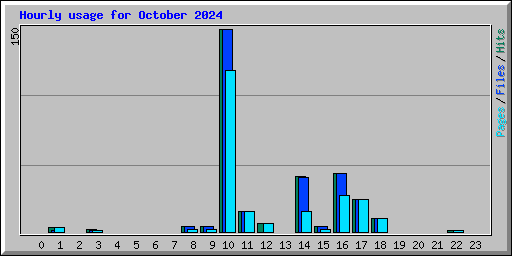 Hourly usage for October 2024
150
Pages/Files/Hits
0 1 2 3 4 5 6 7 8 9 10 11 12 13 14 15 16 17 18 19 20 21 22 23